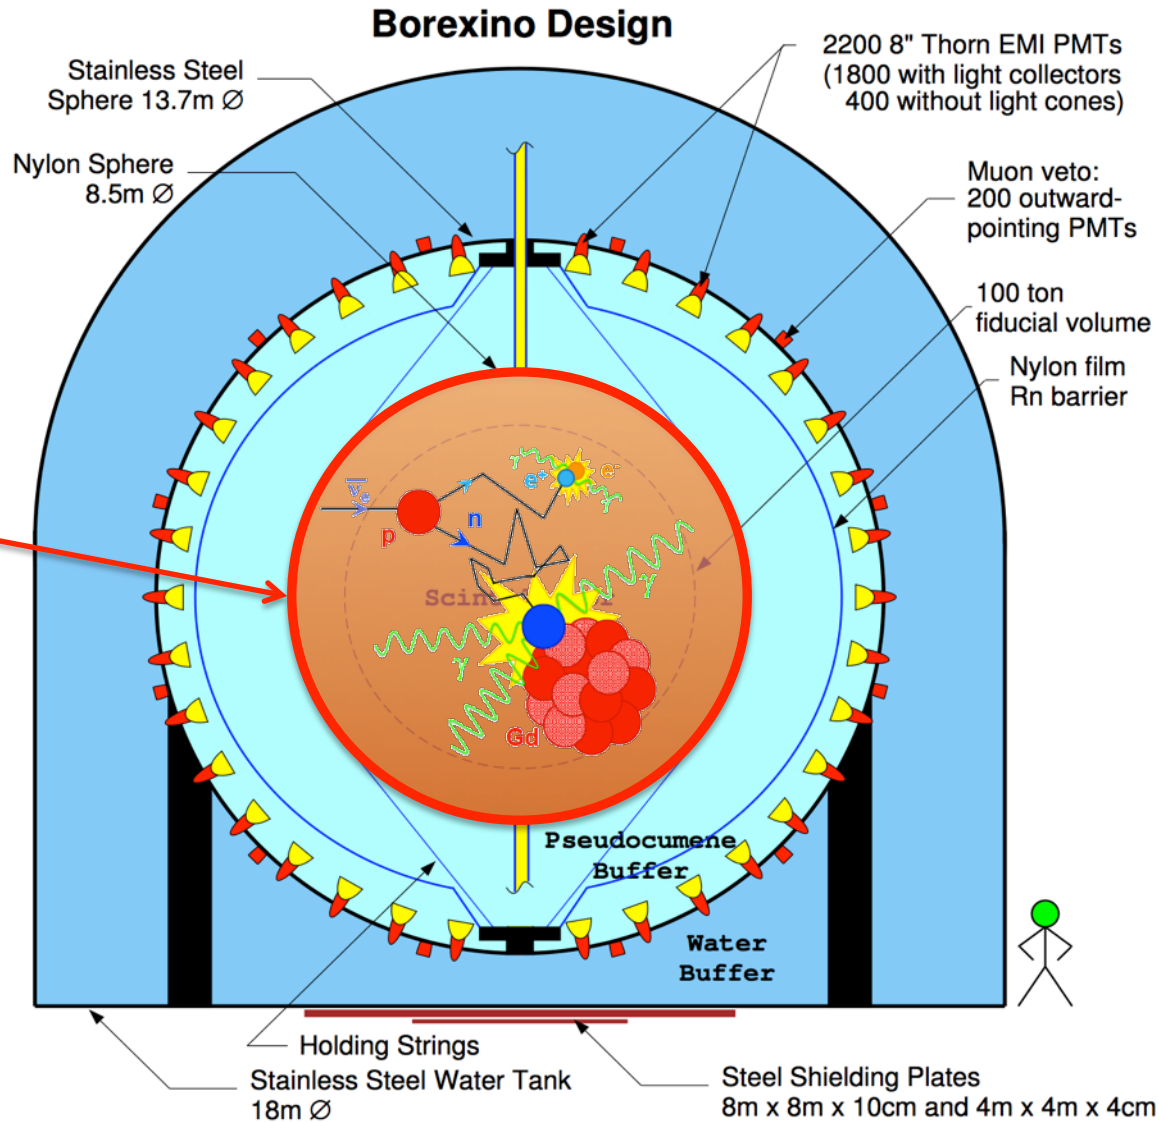 Borexino Design
Stainless Steel
Sphere 13.7m Ø
2200 8" Thorn EMI PMTs
(1800 with light collectors
400 without light cones)
Nylon Sphere
8.5m Ø
Muon veto:
200 outward-
pointing PMTs
100 ton
fiducial volume
Nylon film
Rn barrier
ν̅e
p
n
e⁺
e⁻
γ
γ
γ
γ
Gd
Pseudocumene
Buffer
Water
Buffer
Holding Strings
Stainless Steel Water Tank
18m Ø
Steel Shielding Plates
8m x 8m x 10cm and 4m x 4m x 4cm